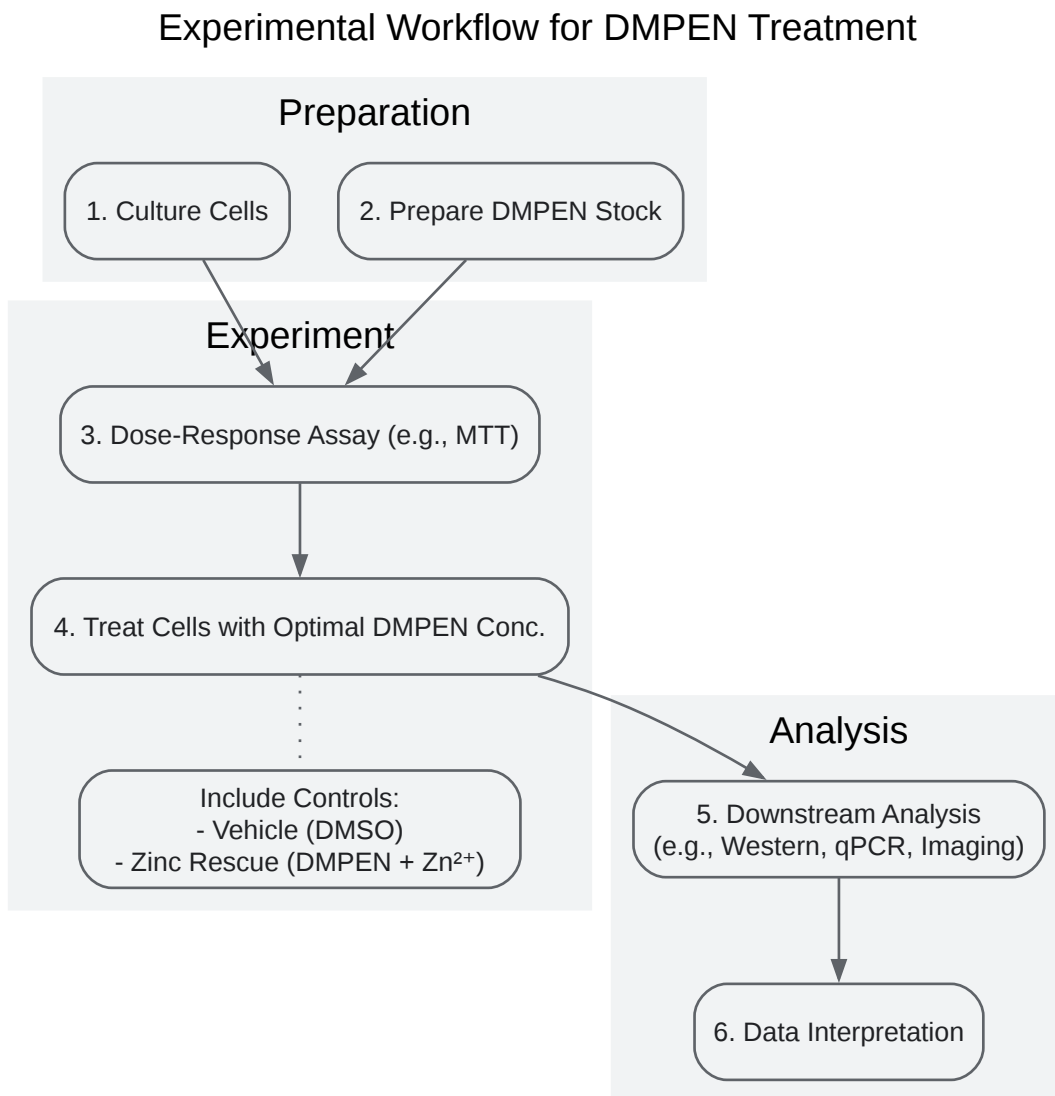 Experimental Workflow for DMPEN Treatment
Preparation
1. Culture Cells
2. Prepare DMPEN Stock
Experiment
3. Dose-Response Assay (e.g., MTT)
4. Treat Cells with Optimal DMPEN Conc.
Include Controls:
- Vehicle (DMSO)
- Zinc Rescue (DMPEN + Zn²⁺)
Analysis
5. Downstream Analysis
(e.g., Western, qPCR, Imaging)
6. Data Interpretation